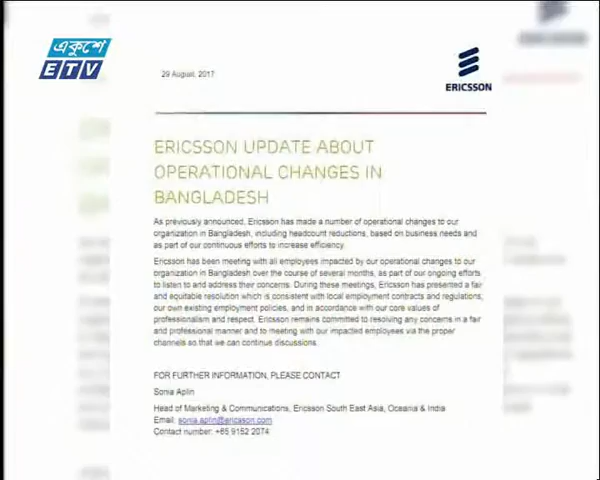 একুশে
ETV
29 August, 2017
ERICSSON
ERICSSON UPDATE ABOUT
OPERATIONAL CHANGES IN
BANGLADESH
As previously announced, Ericsson has made a number of operational changes to our
organization in Bangladesh, including headcount reductions, based on business needs and
as part of our continuous efforts to increase efficiency.
Ericsson has been meeting with all employees impacted by our operational changes to our
organization in Bangladesh over the course of several months, as part of our ongoing efforts
to listen to and address their concerns. During these meetings, Ericsson has presented a fair
and equitable resolution which is consistent with local employment contracts and regulations,
our own existing employment policies, and in accordance with our core values of
professionalism and respect. Ericsson remains committed to resolving any concerns in a fair
and professional manner and to meeting with our impacted employees via the proper
channels so that we can continue discussions.
FOR FURTHER INFORMATION, PLEASE CONTACT
Sonia Aplin
Head of Marketing & Communications, Ericsson South East Asia, Oceania & India
Email: sonia.aplin@ericsson.com
Contact number: +65 9152 2074